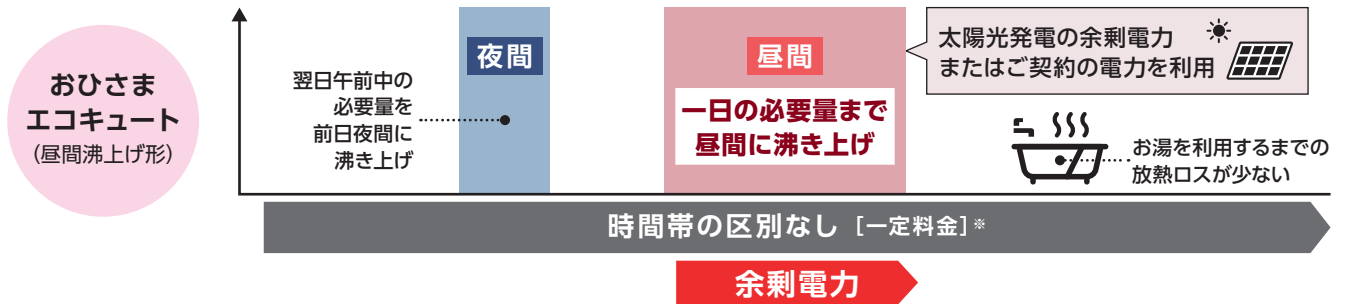 おひさま
エコキュート
(昼間沸上げ形)
翌日午前中の
必要量を
前日夜間に
沸き上げ
夜間
昼間
一日の必要量まで
昼間に沸き上げ
太陽光発電の余剰電力
またはご契約の電力を利用
お湯を利用するまでの
放熱ロスが少ない
時間帯の区別なし [一定料金]※
余剰電力